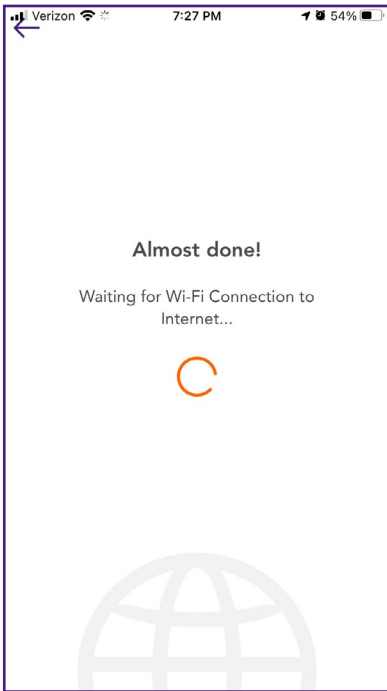 Verizon
7:27 PM
54%
Almost done!
Waiting for Wi-Fi Connection to
Internet...